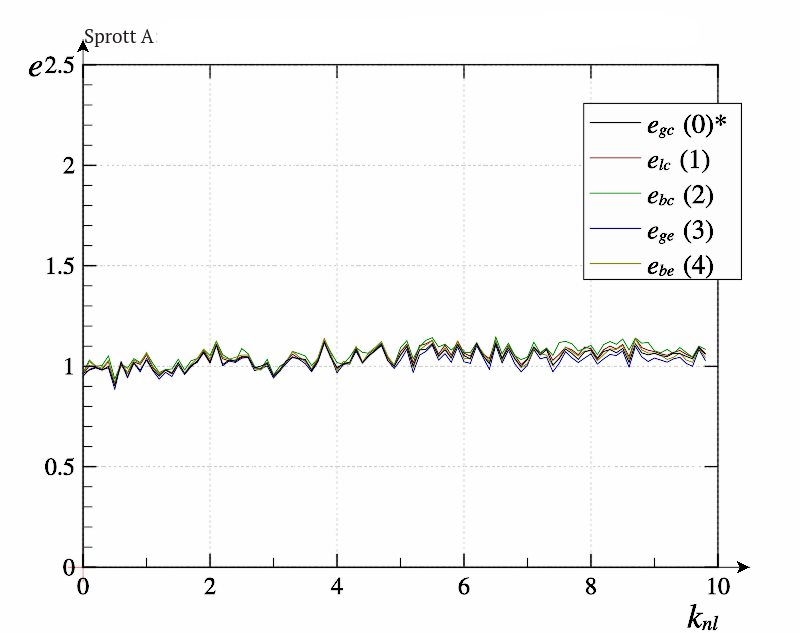 Sprott A:
e
2.5
2
1.5
1
0.5
0
0 2 4 6 8 10
k_nl
e_gc (0)*
e_lc (1)
e_bc (2)
e_ge (3)
e_be (4)